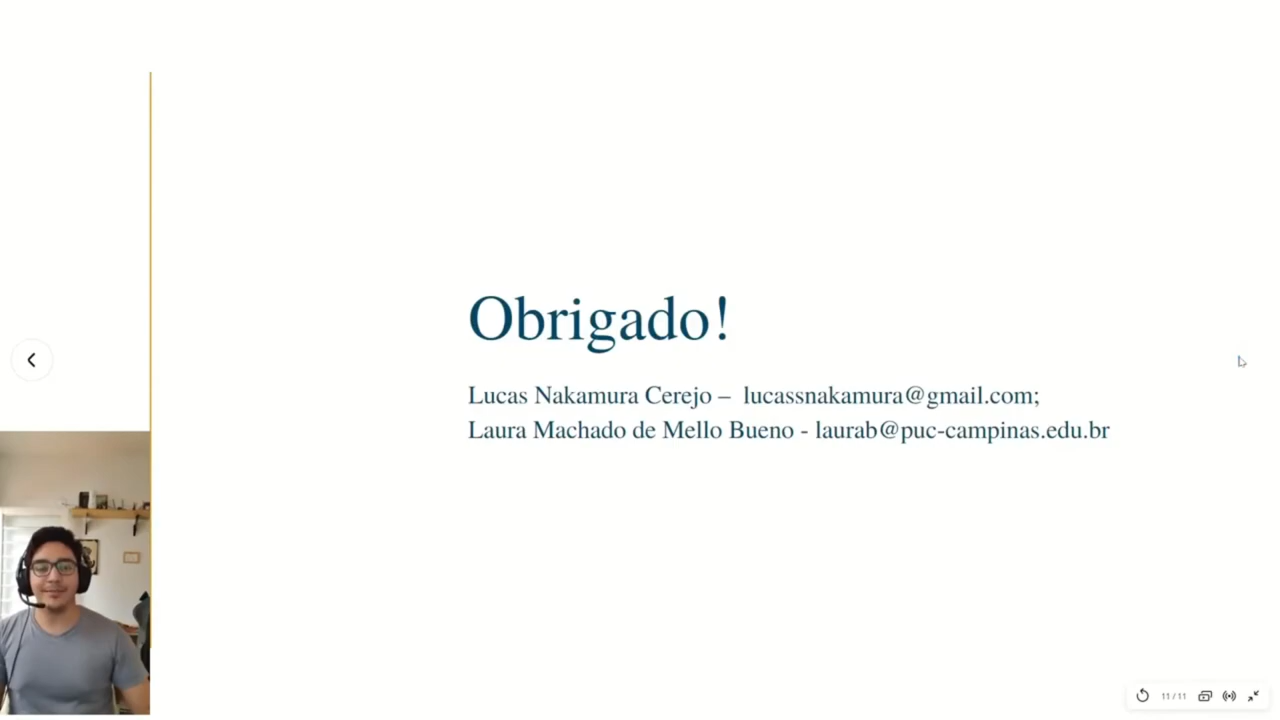 Obrigado!
Lucas Nakamura Cerejo – lucassnakamura@gmail.com;
Laura Machado de Mello Bueno - laurab@puc-campinas.edu.br
11 / 11